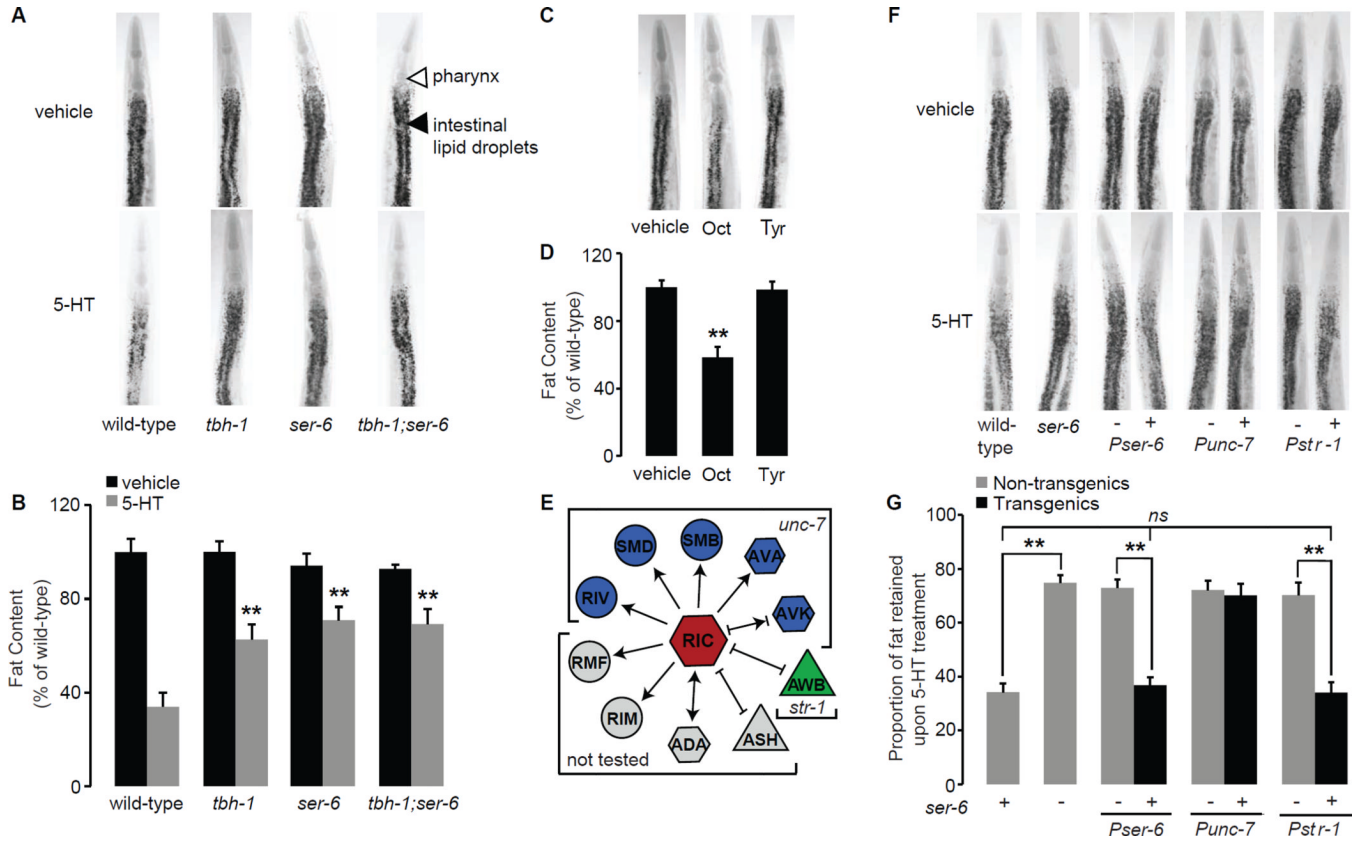 A
vehicle
5-HT
pharynx
intestinal
lipid droplets
wild-type tbh-1 ser-6 tbh-1;ser-6
B
vehicle
5-HT
Fat Content
(% of wild-type)
120
80
40
0
**
**
**
wild-type tbh-1 ser-6 tbh-1;ser-6
C
vehicle Oct Tyr
D
Fat Content
(% of wild-type)
120
80
40
0
**
vehicle Oct Tyr
E
unc-7
SMD
SMB
AVA
RIV
AVK
RIC
RMF
AWB
str-1
RIM
ADA
ASH
not tested
F
vehicle
5-HT
wild-
type
ser-6
- + - + - +
Pser-6 Punc-7 Pstr-1
G
Non-transgenics
Transgenics
Proportion of fat retained
upon 5-HT treatment
100
80
60
40
20
0
ns
**
**
**
ser-6 + - - + - + - +
Pser-6 Punc-7 Pstr-1